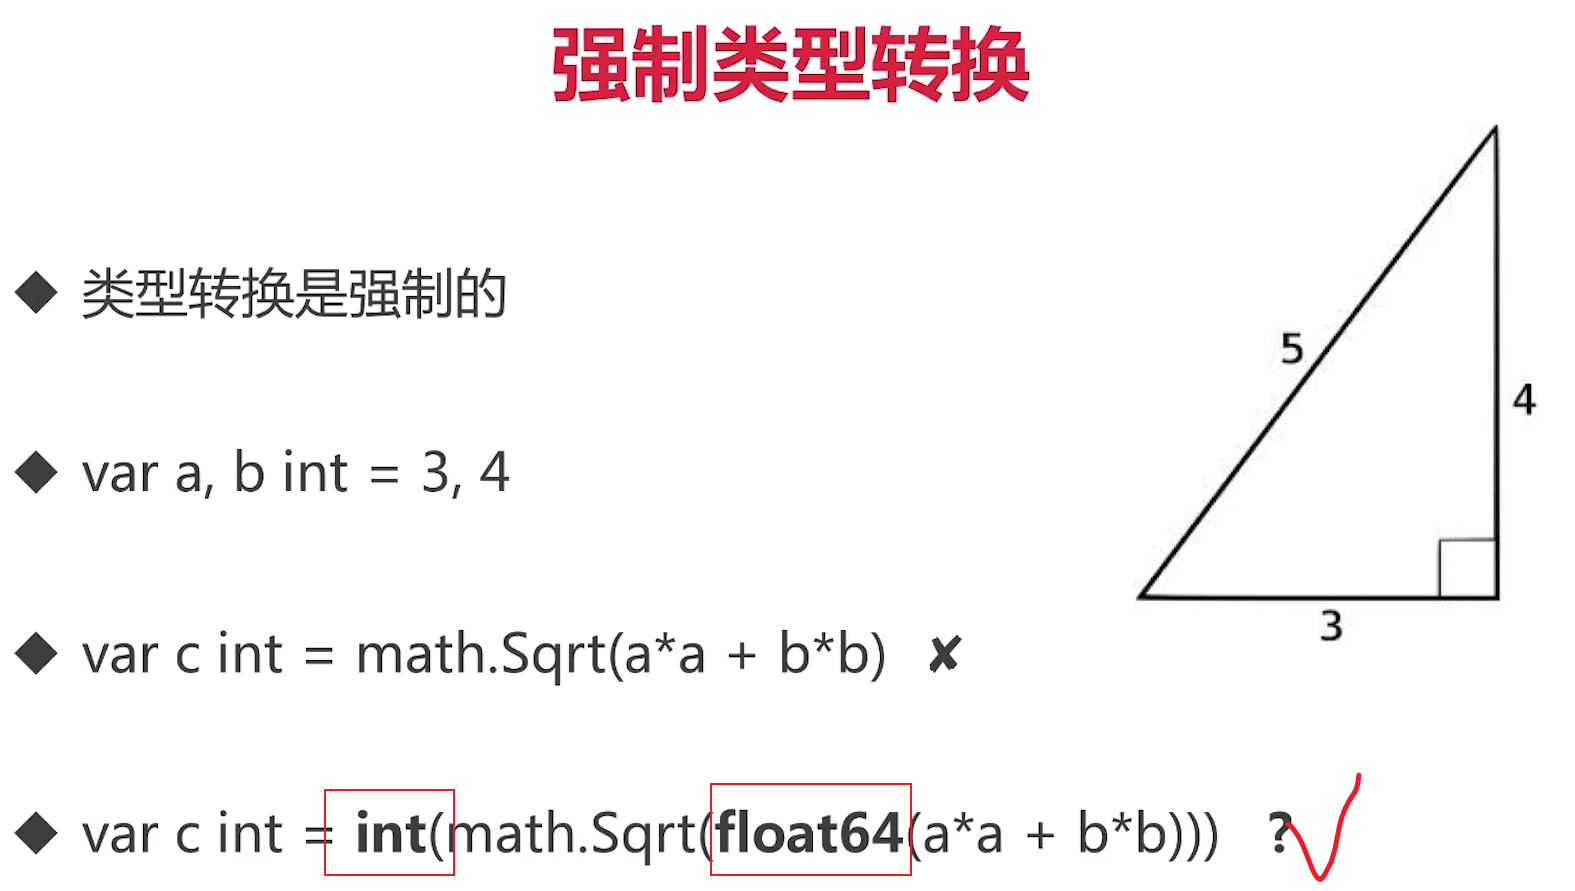 强制类型转换
◆ 类型转换是强制的
◆ var a, b int = 3, 4
◆ var c int = math.Sqrt(a*a + b*b) ✘
◆ var c int = int(math.Sqrt(float64(a*a + b*b))) ?
5
4
3